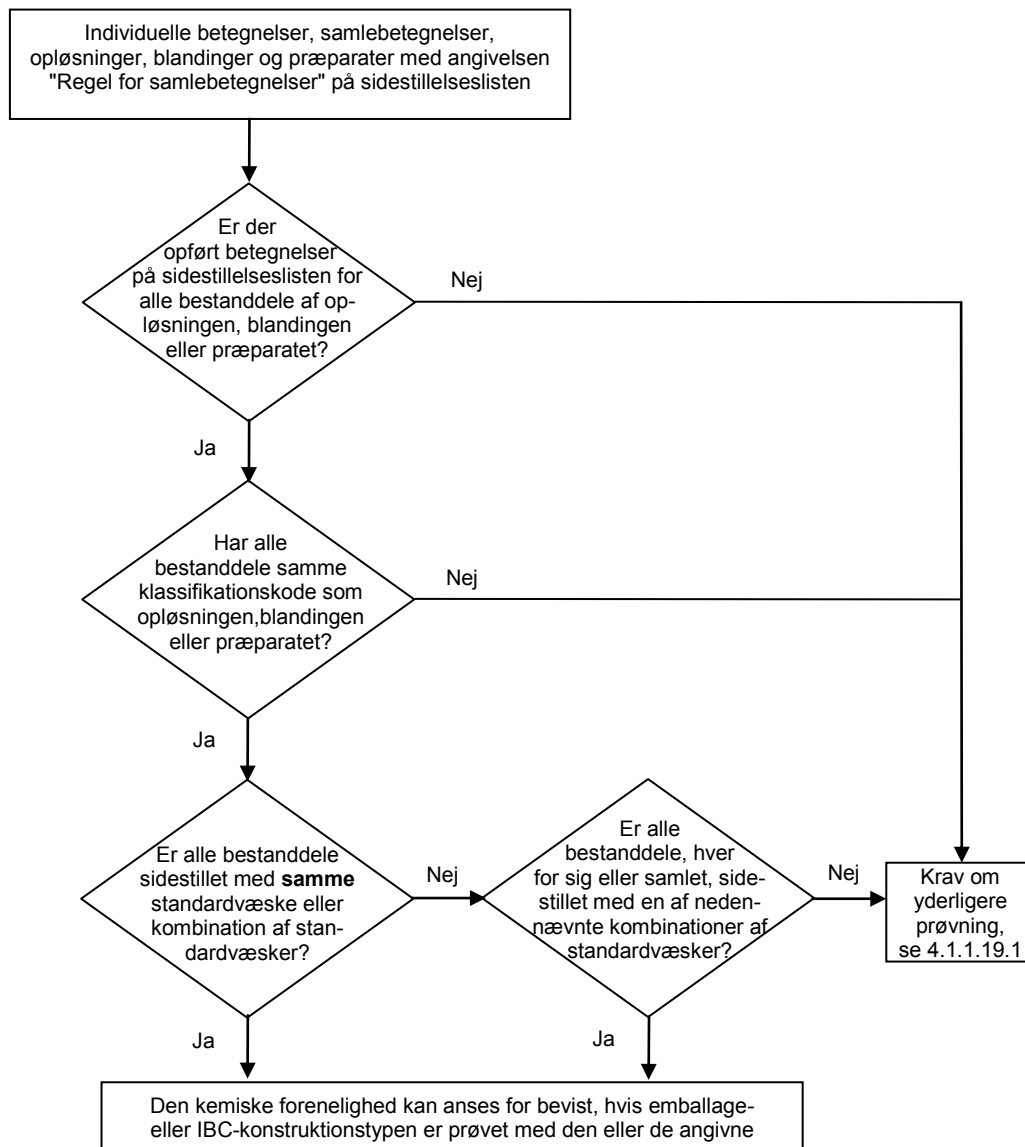 Individuelle betegnelser, samlebetegnelser,
opløsninger, blandinger og præparater med angivelsen
"Regel for samlebetegnelser" på sidestillelseslisten
Er der
opført betegnelser
på sidestillelseslisten for
alle bestanddele af op-
løsningen, blandingen
eller præparatet?
Nej
Ja
Har alle
bestanddele samme
klassifikationskode som
opløsningen,blandingen
eller præparatet?
Nej
Ja
Er alle bestanddele
sidestillet med samme
standardvæske eller
kombination af stan-
dardvæsker?
Nej
Er alle
bestanddele, hver
for sig eller samlet, side-
stillet med en af neden-
nævnte kombinationer af
standardvæsker?
Nej
Krav om
yderligere
prøvning,
se 4.1.1.19.1
Ja
Ja
Den kemiske forenelighed kan anses for bevist, hvis emballage-
eller IBC-konstruktionstypen er prøvet med den eller de angivne